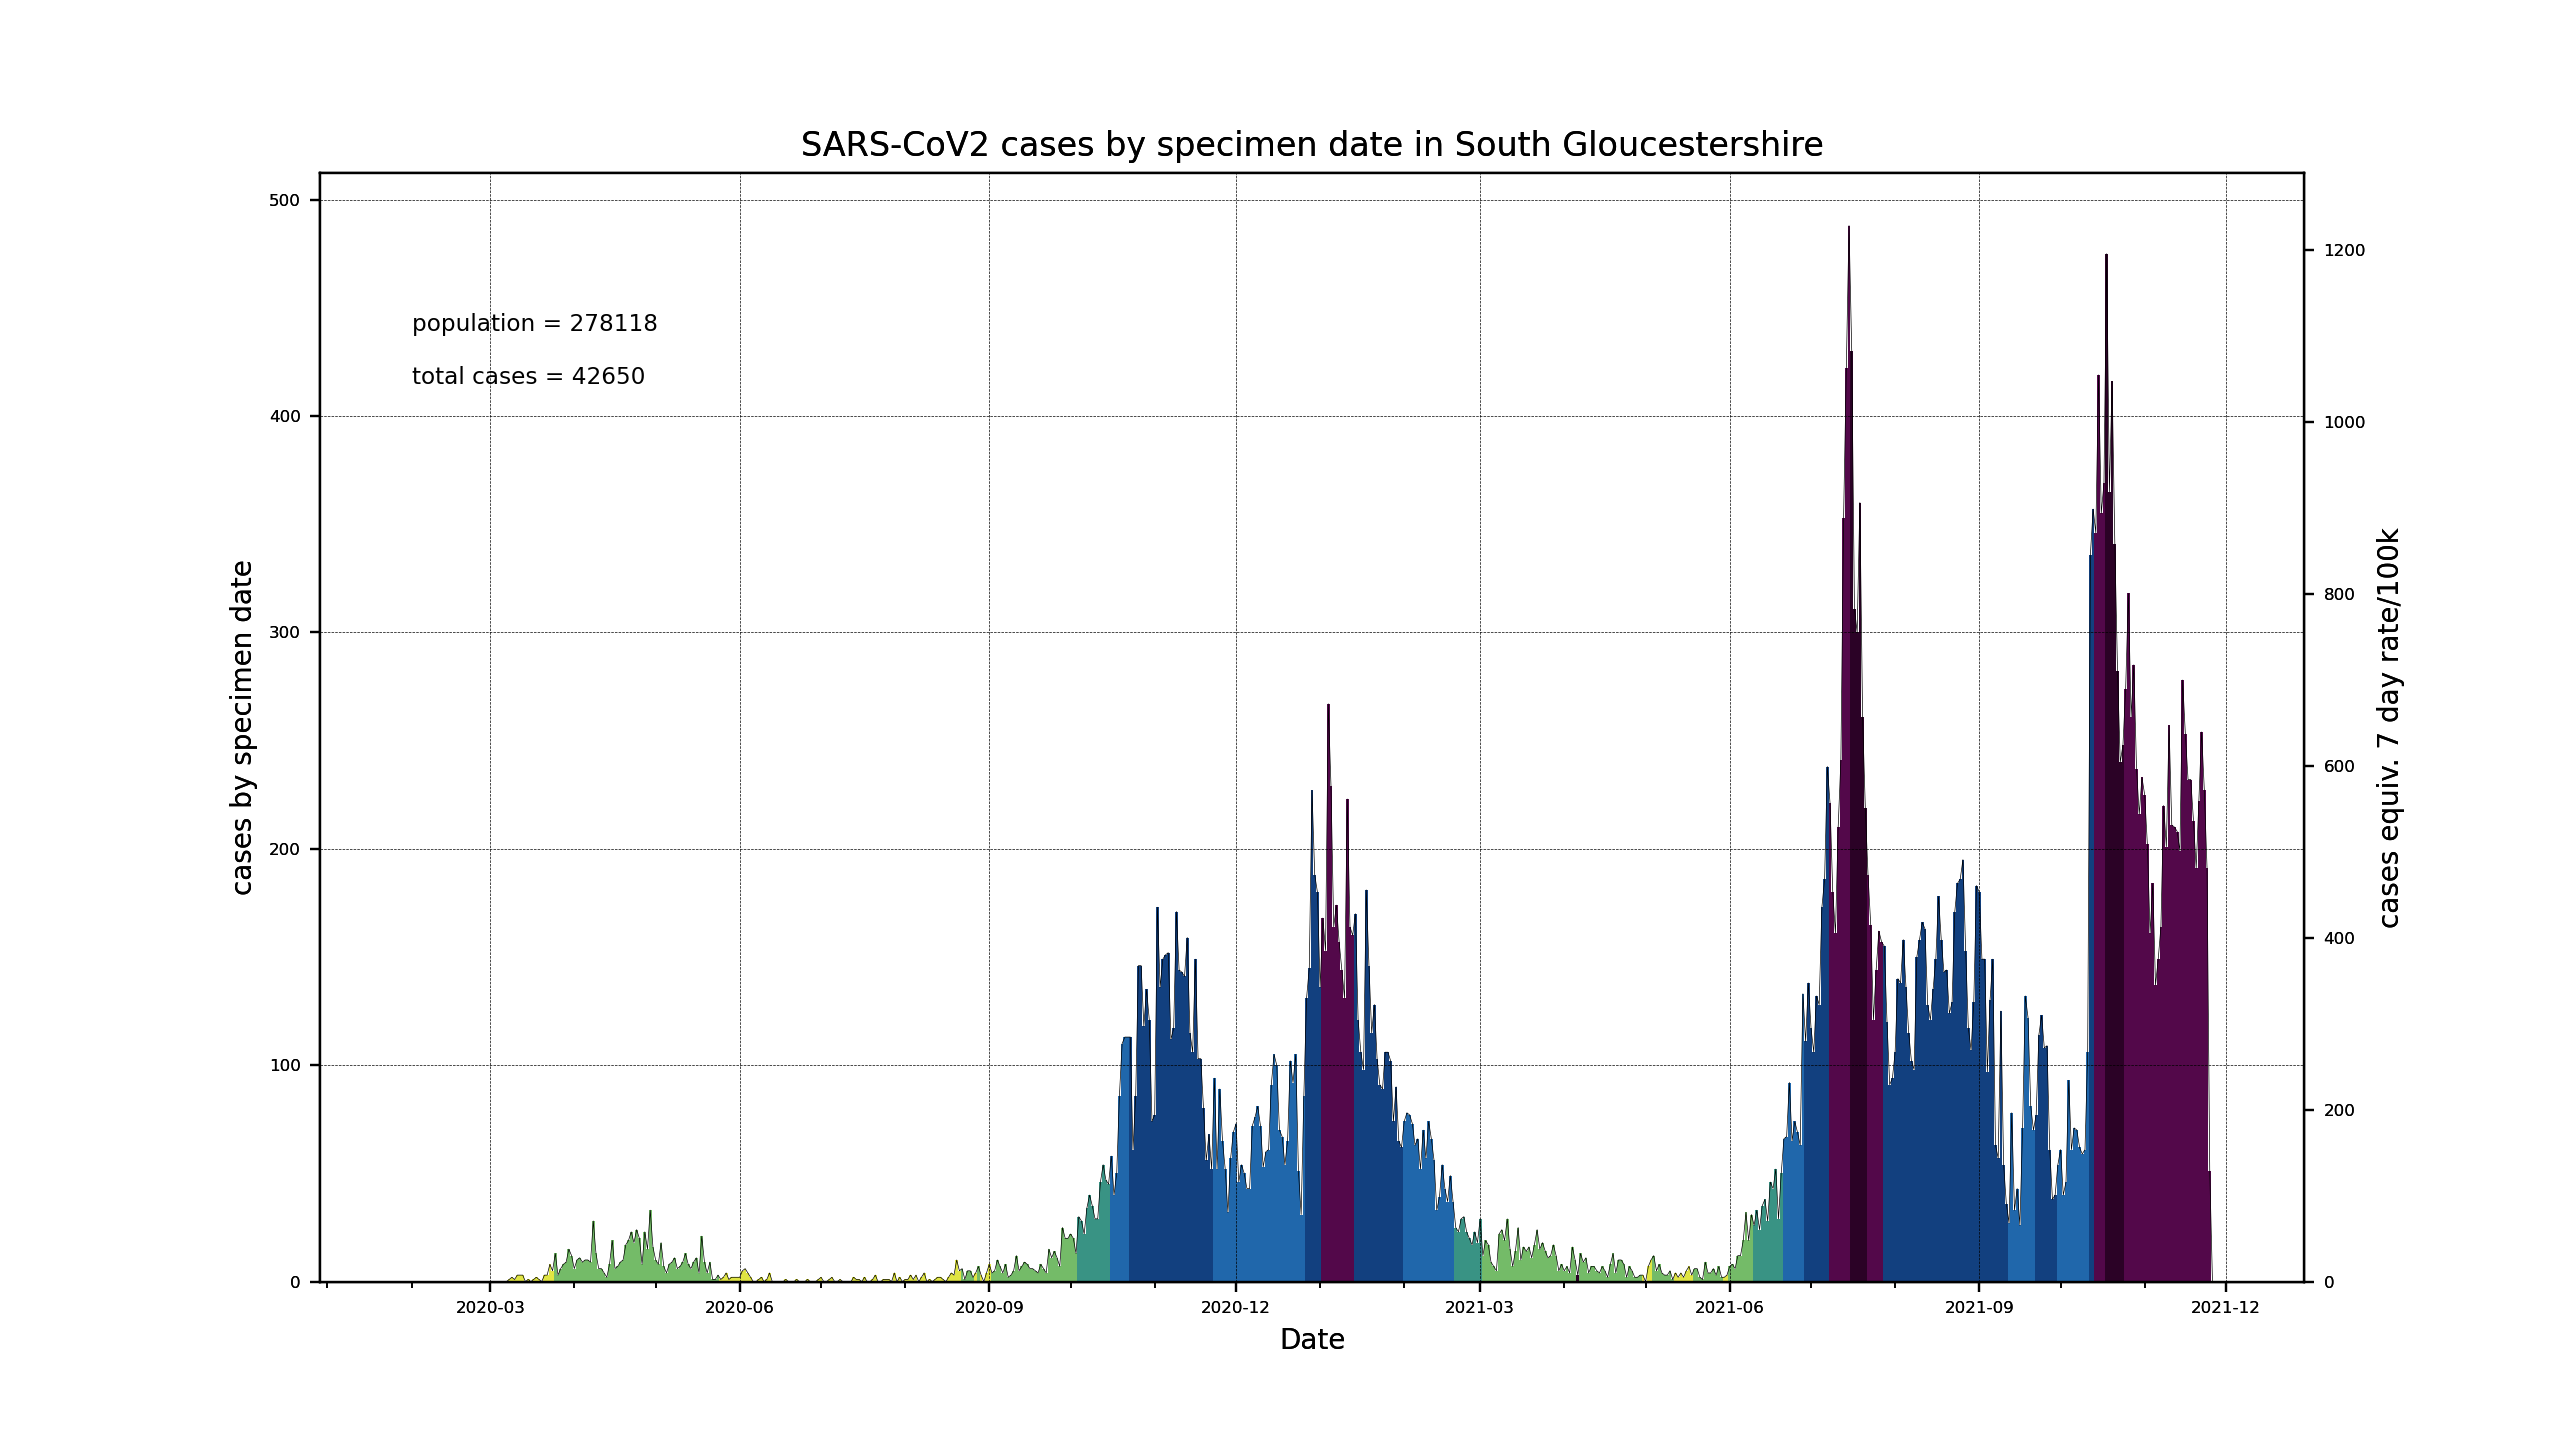 SARS-CoV2 cases by specimen date in South Gloucestershire
population = 278118
total cases = 42650
cases by specimen date
500
400
300
200
100
0
cases equiv. 7 day rate/100k
1200
1000
800
600
400
200
0
2020-03 2020-06 2020-09 2020-12 2021-03 2021-06 2021-09 2021-12
Date